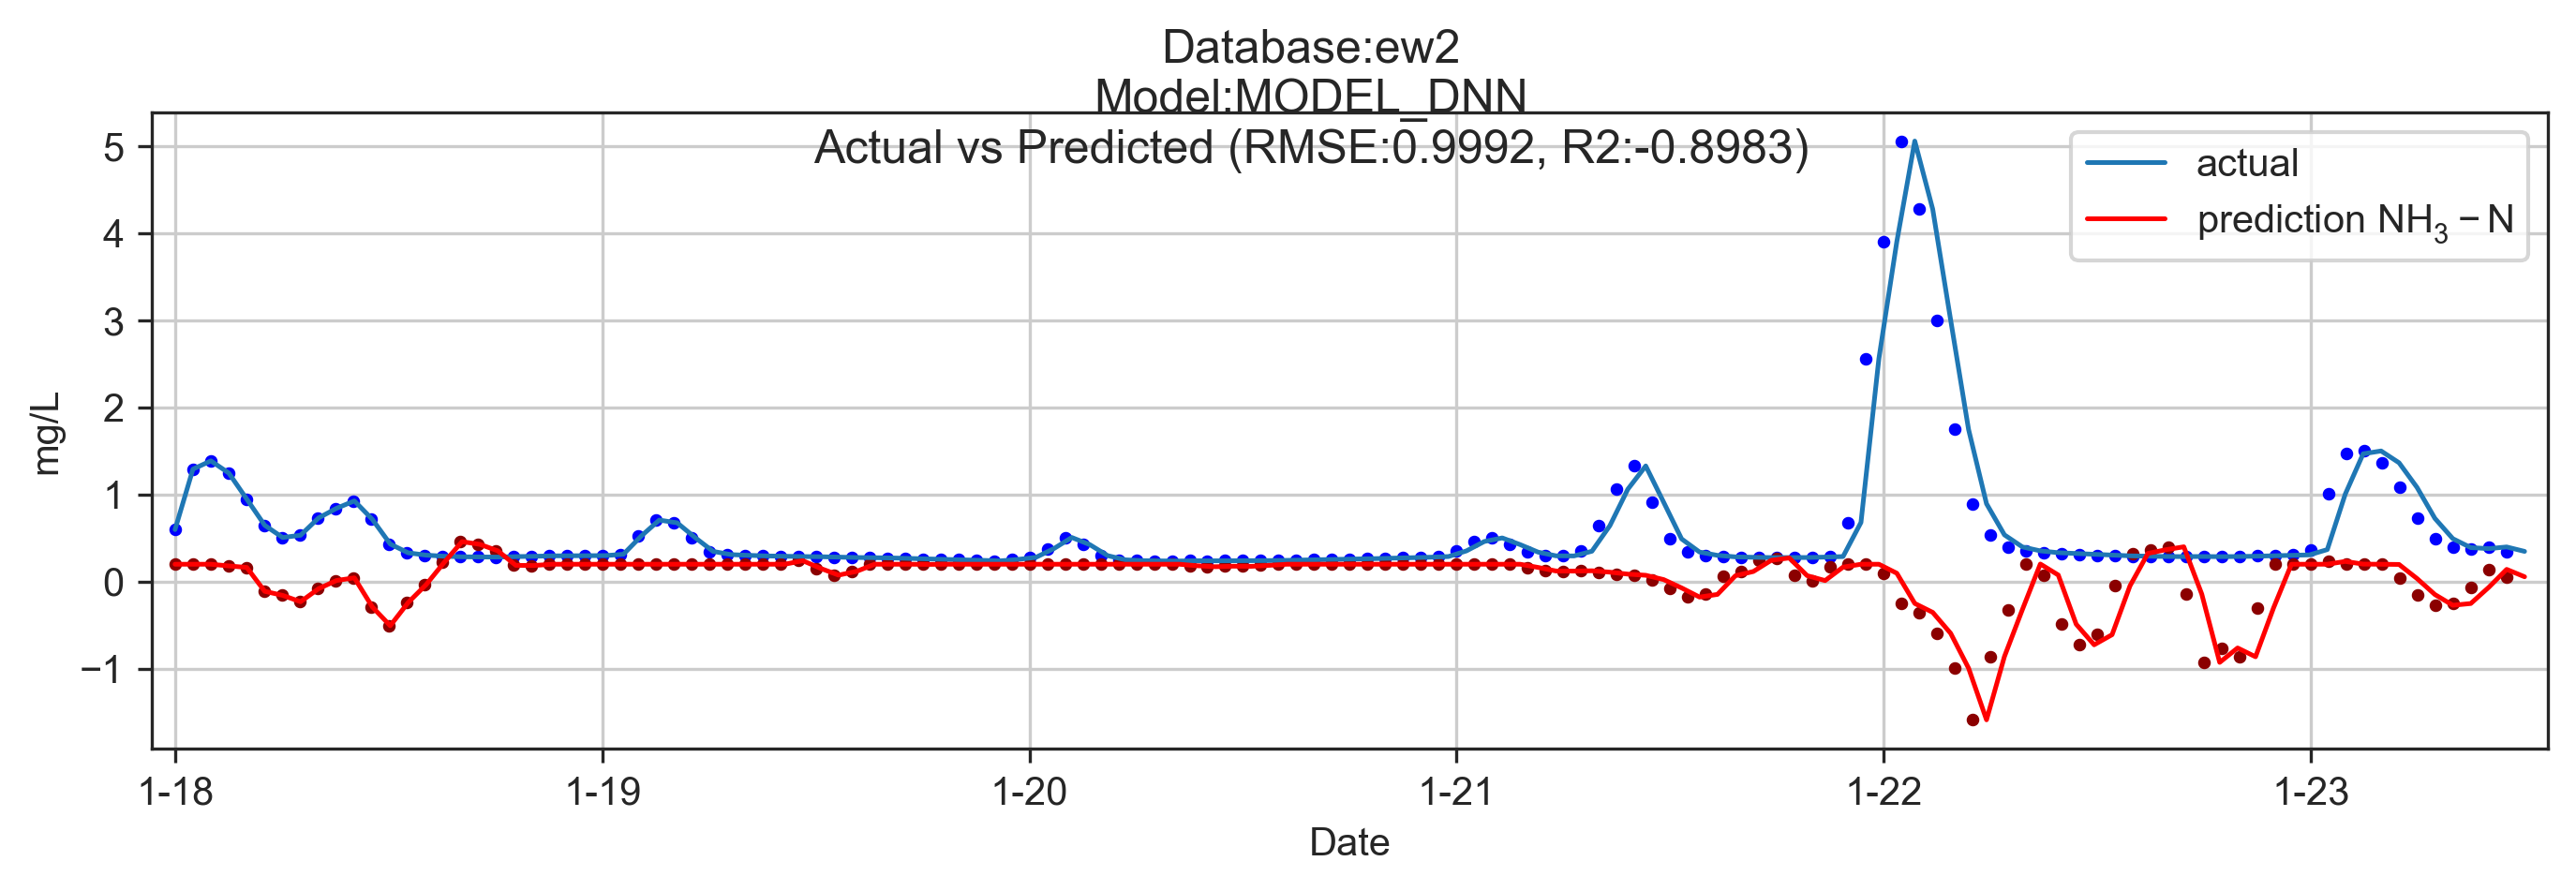 Database:ew2
Model:MODEL_DNN
Actual vs Predicted (RMSE:0.9992, R2:-0.8983)
actual
prediction NH₃ − N
5
4
3
2
1
0
−1
mg/L
1-18 1-19 1-20 1-21 1-22 1-23
Date